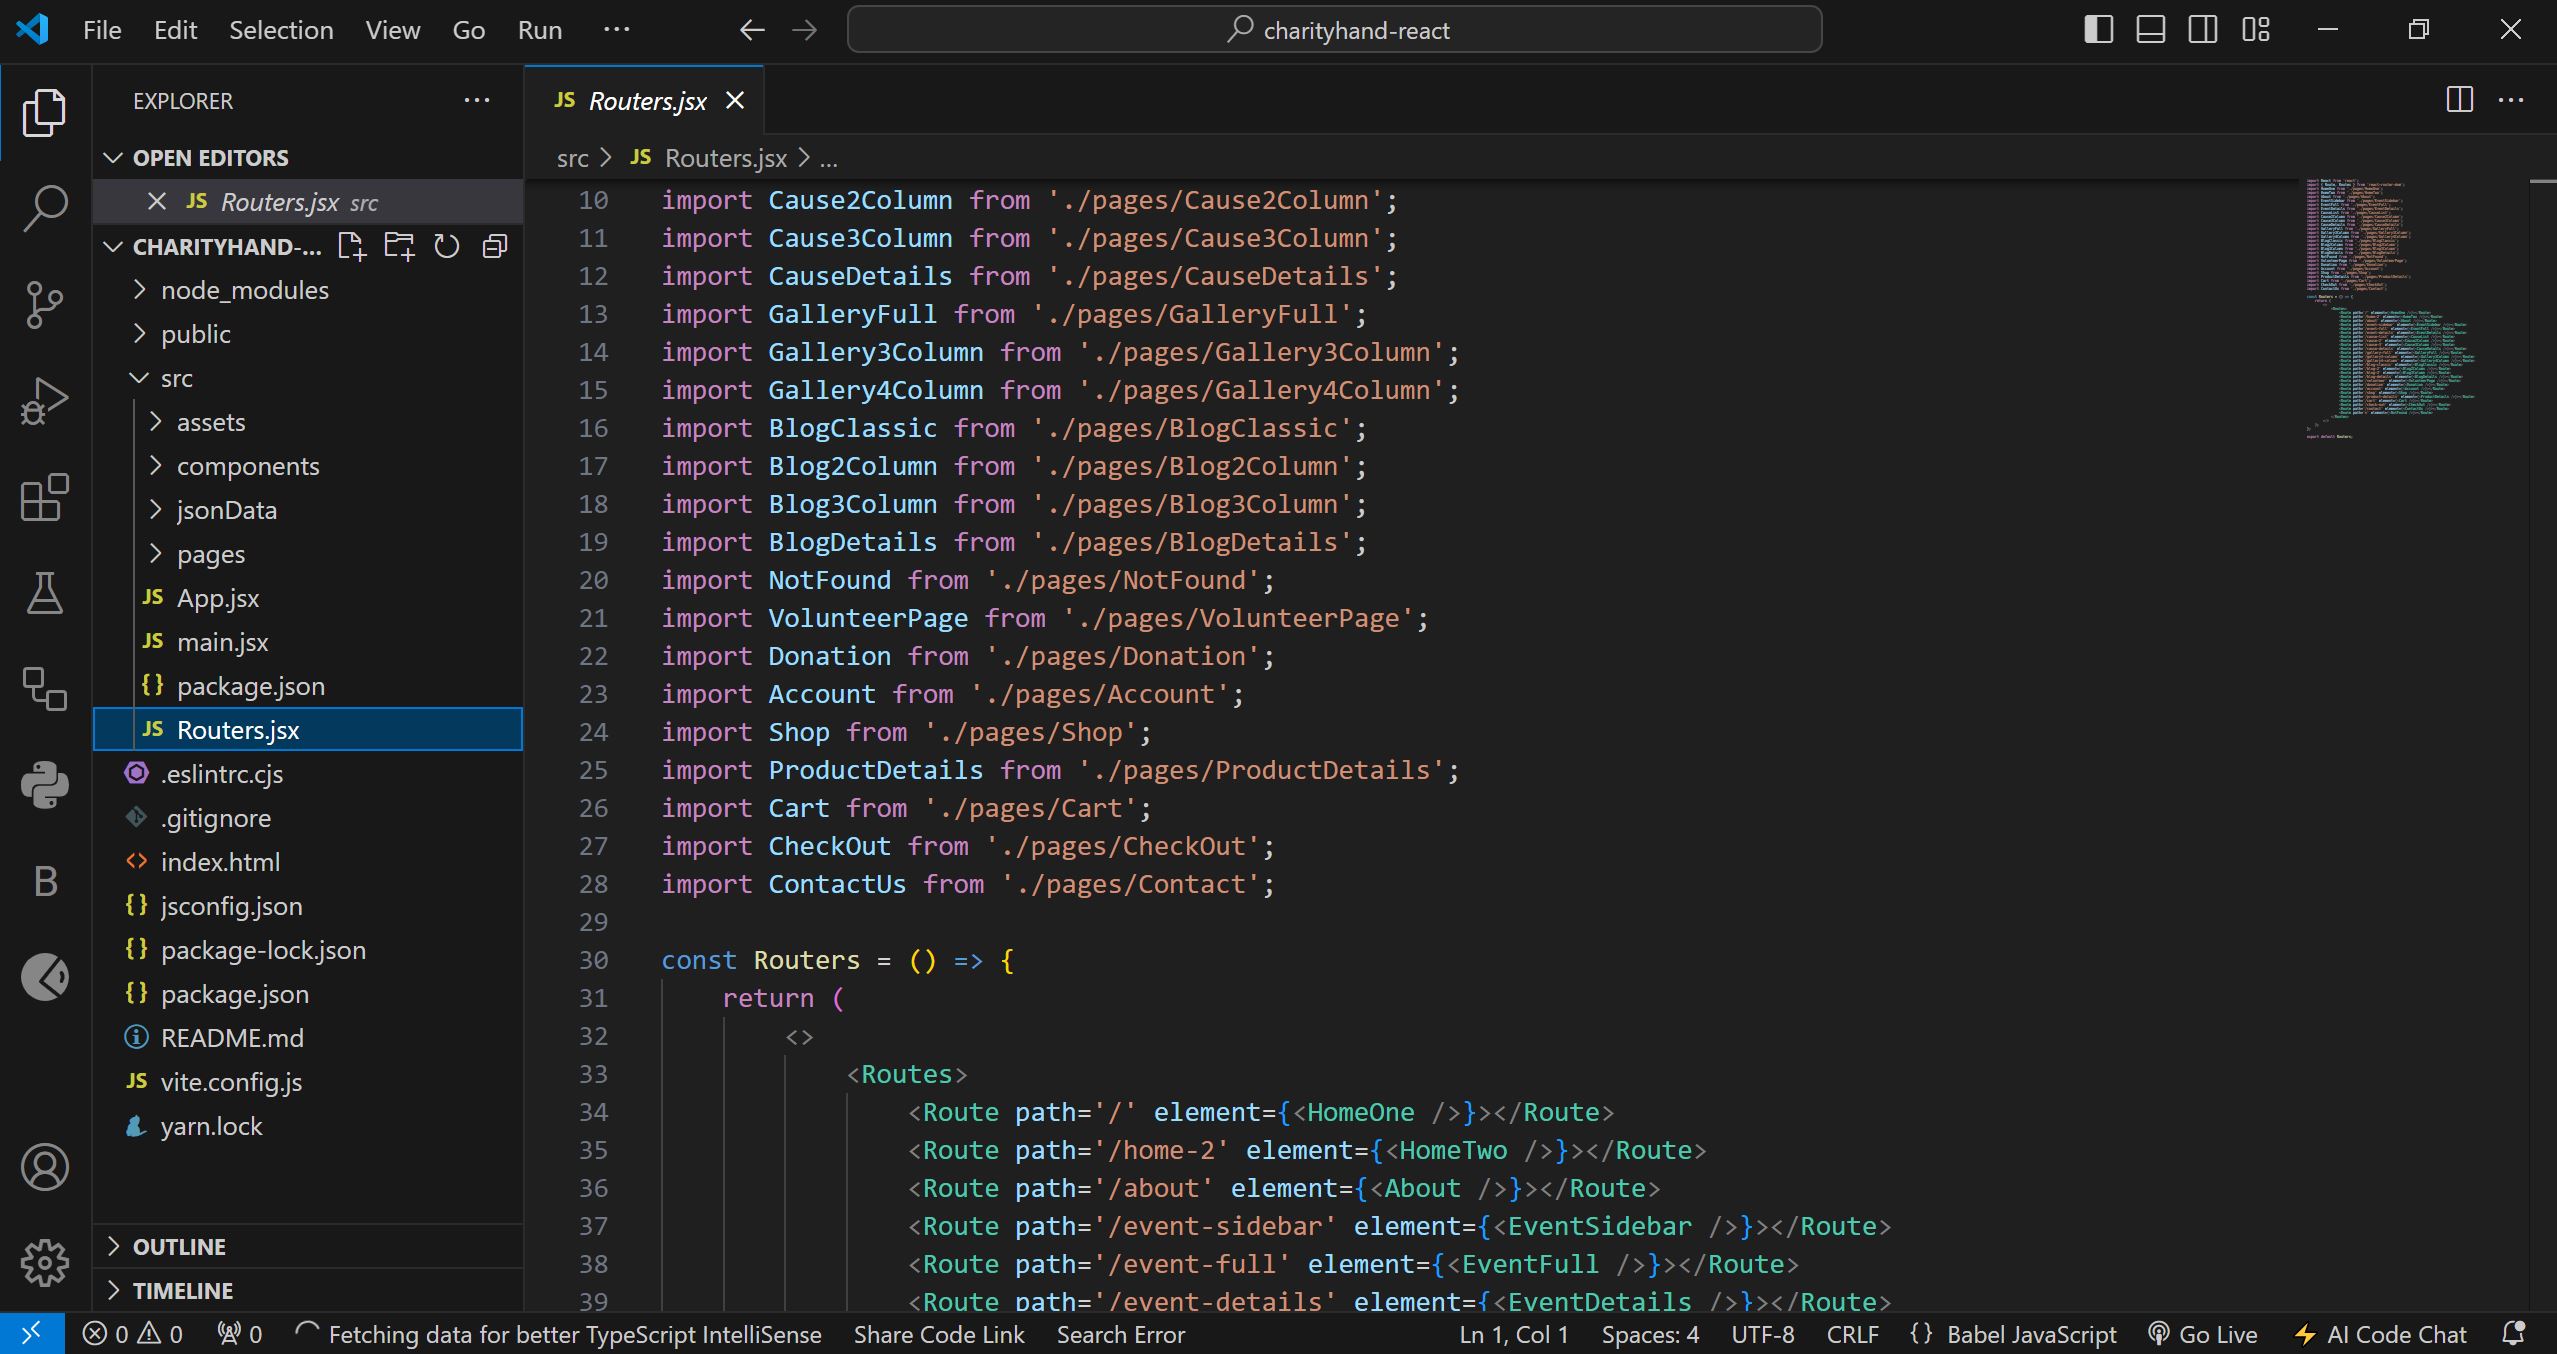 File Edit Selection View Go Run ··· charityhand-react
EXPLORER
OPEN EDITORS
JS Routers.jsx src
CHARITYHAND-...
node_modules
public
src
assets
components
jsonData
pages
JS App.jsx
JS main.jsx
{} package.json
JS Routers.jsx
.eslintrc.cjs
.gitignore
<> index.html
{} jsconfig.json
{} package-lock.json
{} package.json
README.md
JS vite.config.js
yarn.lock
OUTLINE
TIMELINE
JS Routers.jsx
src > JS Routers.jsx > ...
10 import Cause2Column from './pages/Cause2Column';
11 import Cause3Column from './pages/Cause3Column';
12 import CauseDetails from './pages/CauseDetails';
13 import GalleryFull from './pages/GalleryFull';
14 import Gallery3Column from './pages/Gallery3Column';
15 import Gallery4Column from './pages/Gallery4Column';
16 import BlogClassic from './pages/BlogClassic';
17 import Blog2Column from './pages/Blog2Column';
18 import Blog3Column from './pages/Blog3Column';
19 import BlogDetails from './pages/BlogDetails';
20 import NotFound from './pages/NotFound';
21 import VolunteerPage from './pages/VolunteerPage';
22 import Donation from './pages/Donation';
23 import Account from './pages/Account';
24 import Shop from './pages/Shop';
25 import ProductDetails from './pages/ProductDetails';
26 import Cart from './pages/Cart';
27 import CheckOut from './pages/CheckOut';
28 import ContactUs from './pages/Contact';
29
30 const Routers = () => {
31 return (
32 <>
33 <Routes>
34 <Route path='/' element={<HomeOne />}></Route>
35 <Route path='/home-2' element={<HomeTwo />}></Route>
36 <Route path='/about' element={<About />}></Route>
37 <Route path='/event-sidebar' element={<EventSidebar />}></Route>
38 <Route path='/event-full' element={<EventFull />}></Route>
39 <Route path='/event-details' element={<EventDetails />}></Route>
0 0 0 Fetching data for better TypeScript IntelliSense Share Code Link Search Error Ln 1, Col 1 Spaces: 4 UTF-8 CRLF {} Babel JavaScript Go Live AI Code Chat